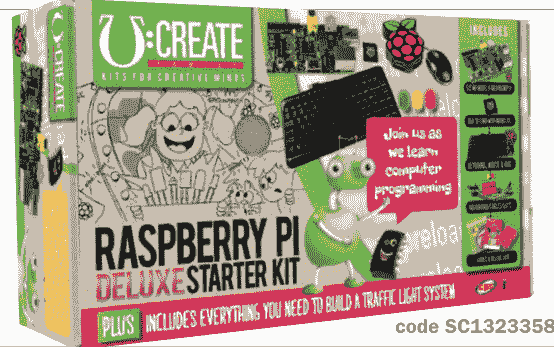 U:CREATE
KITS FOR CREATIVE MINDS
U:CREATE
INCLUDES
Join us as
we learn
computer
programming
RASPBERRY PI
DELUXE STARTER KIT
PLUS INCLUDES EVERYTHING YOU NEED TO BUILD A TRAFFIC LIGHT SYSTEM
code SC1323358